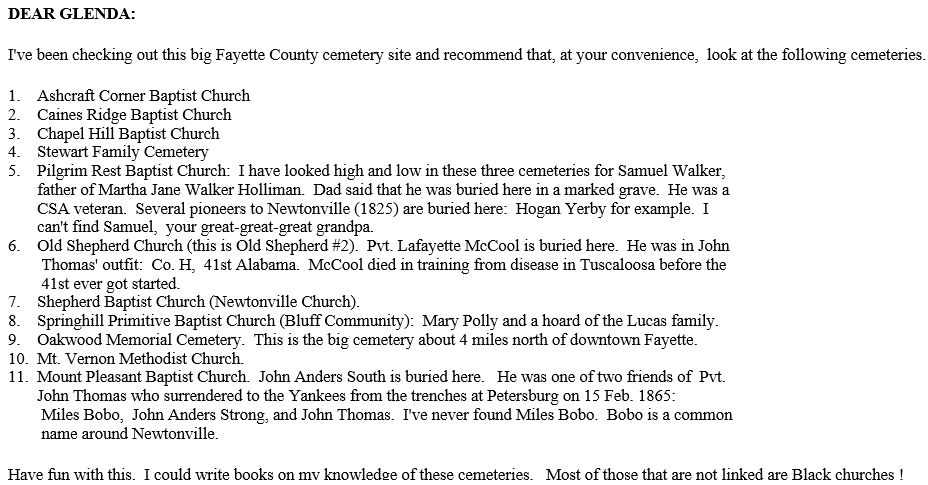 DEAR GLENDA:
I've been checking out this big Fayette County cemetery site and recommend that, at your convenience,  look at the following cemeteries.
1.   Ashcraft Corner Baptist Church
2.   Caines Ridge Baptist Church
3.   Chapel Hill Baptist Church
4.   Stewart Family Cemetery
5.   Pilgrim Rest Baptist Church:  I have looked high and low in these three cemeteries for Samuel Walker,
father of Martha Jane Walker Holliman.  Dad said that he was buried here in a marked grave.  He was a
CSA veteran.  Several pioneers to Newtonville (1825) are buried here:  Hogan Yerby for example.  I
can't find Samuel,  your great-great-great grandpa.
6.   Old Shepherd Church (this is Old Shepherd #2).  Pvt. Lafayette McCool is buried here.  He was in John
Thomas' outfit:  Co. H,  41st Alabama.  McCool died in training from disease in Tuscaloosa before the
41st ever got started.
7.   Shepherd Baptist Church (Newtonville Church).
8.   Springhill Primitive Baptist Church (Bluff Community):  Mary Polly and a hoard of the Lucas family.
9.   Oakwood Memorial Cemetery.  This is the big cemetery about 4 miles north of downtown Fayette.
10.  Mt. Vernon Methodist Church.
11.  Mount Pleasant Baptist Church.  John Anders South is buried here.   He was one of two friends of  Pvt.
John Thomas who surrendered to the Yankees from the trenches at Petersburg on 15 Feb. 1865:
Miles Bobo,  John Anders Strong, and John Thomas.  I've never found Miles Bobo.  Bobo is a common
name around Newtonville.
Have fun with this.  I could write books on my knowledge of these cemeteries.   Most of those that are not linked are Black churches !